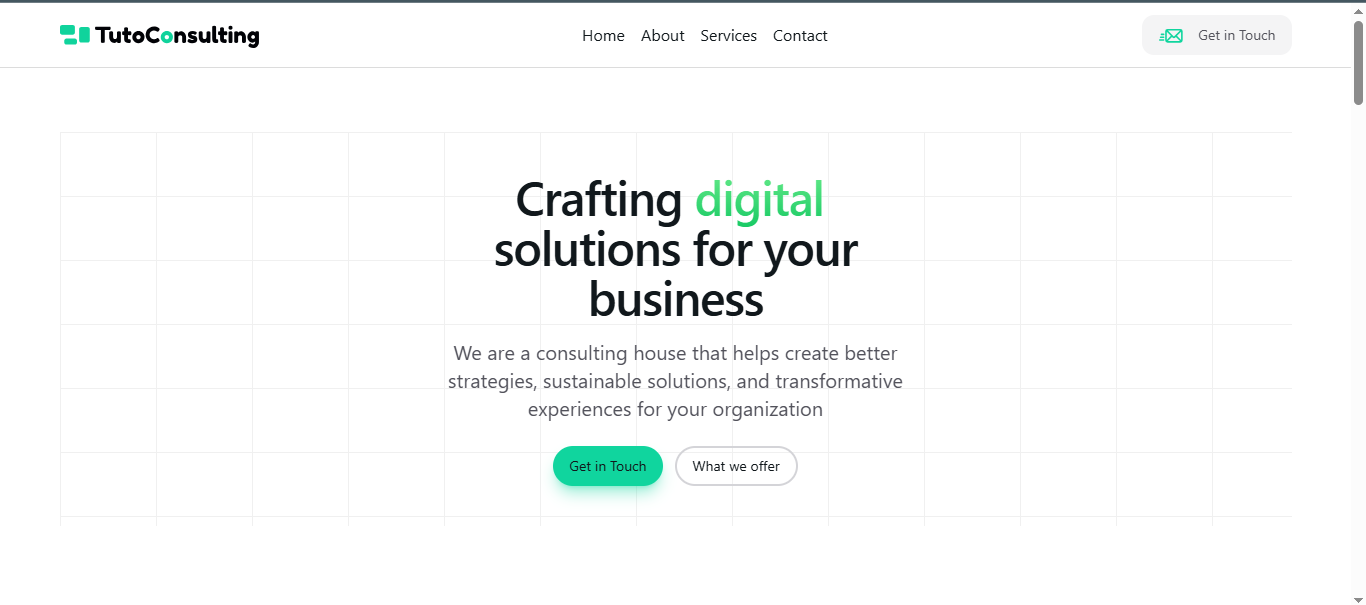 TutoConsulting
Home About Services Contact
Get in Touch
Crafting digital
solutions for your
business
We are a consulting house that helps create better
strategies, sustainable solutions, and transformative
experiences for your organization
Get in Touch
What we offer